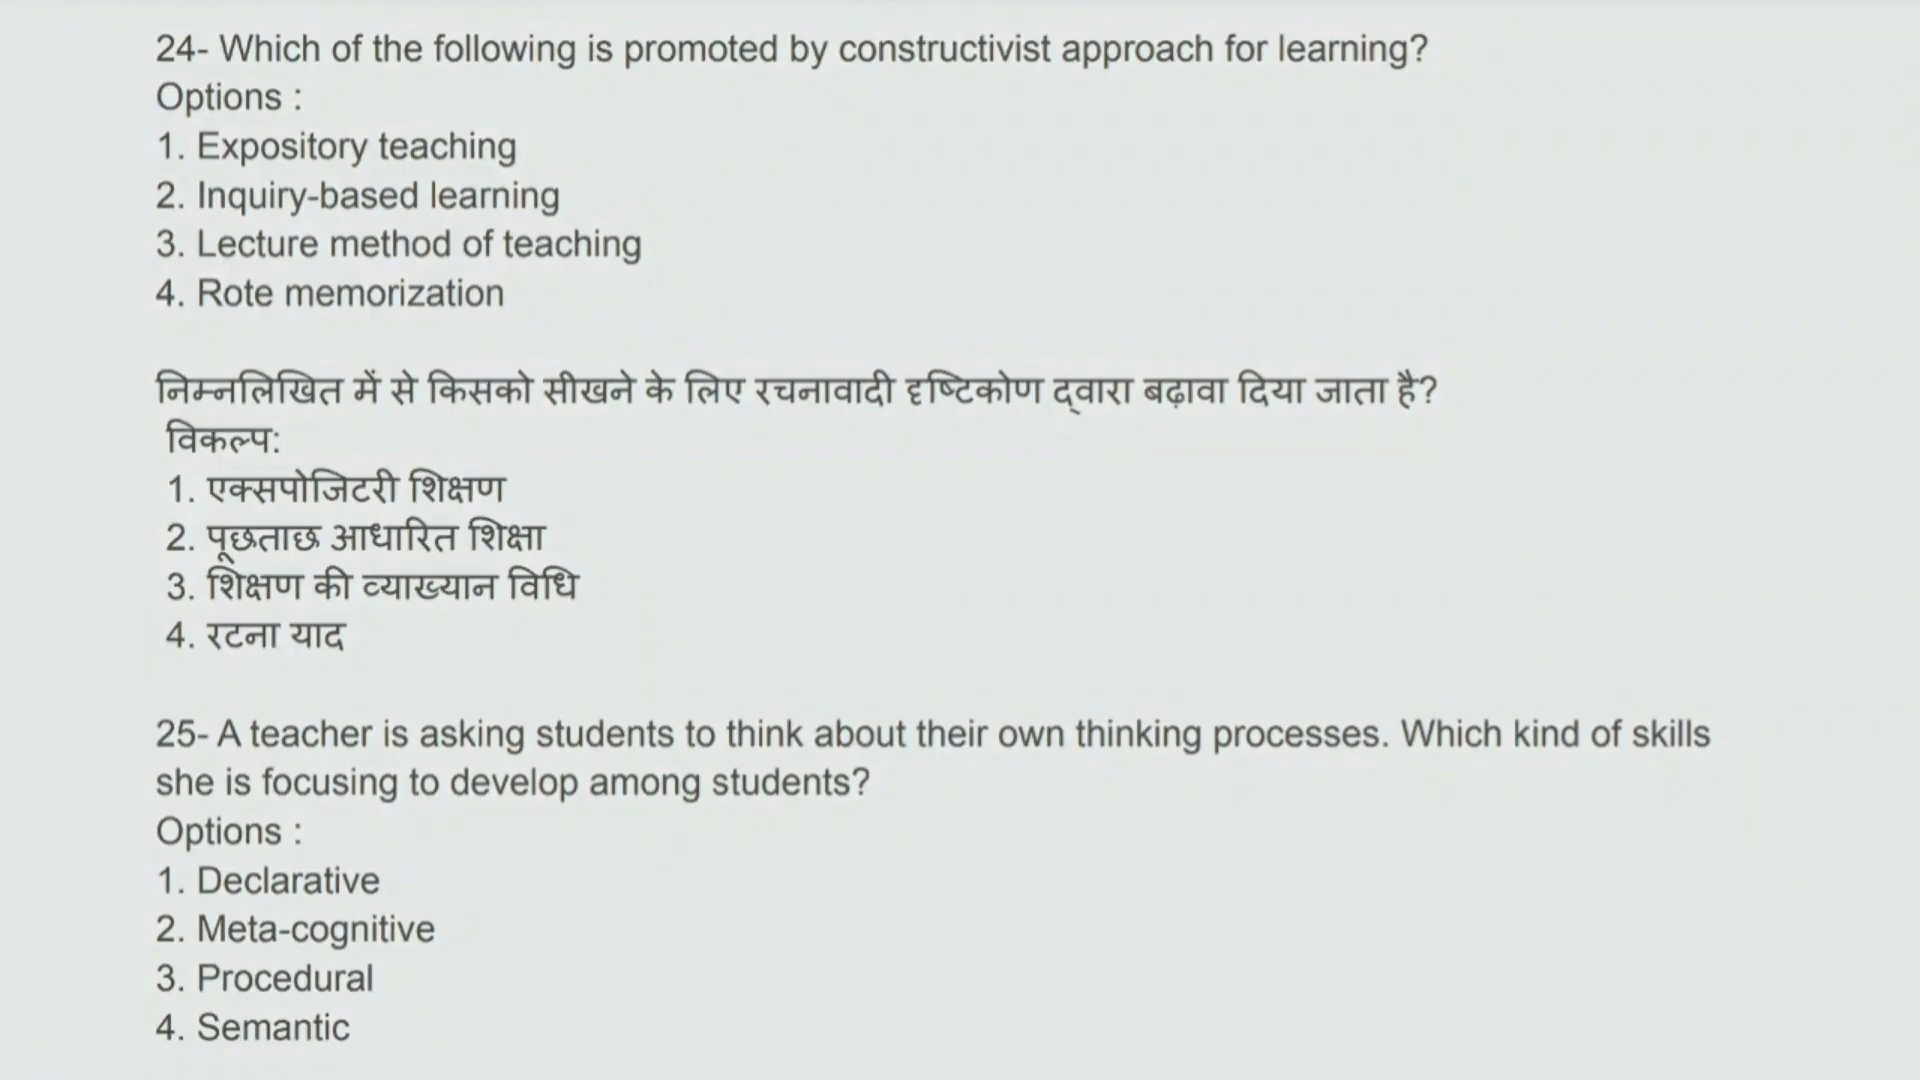 24- Which of the following is promoted by constructivist approach for learning?
Options :
1. Expository teaching
2. Inquiry-based learning
3. Lecture method of teaching
4. Rote memorization
निम्नलिखित में से किसको सीखने के लिए रचनावादी दृष्टिकोण द्वारा बढ़ावा दिया जाता है?
विकल्प:
1. एक्सपोजिटरी शिक्षण
2. पूछताछ आधारित शिक्षा
3. शिक्षण की व्याख्यान विधि
4. रटना याद
25- A teacher is asking students to think about their own thinking processes. Which kind of skills
she is focusing to develop among students?
Options :
1. Declarative
2. Meta-cognitive
3. Procedural
4. Semantic